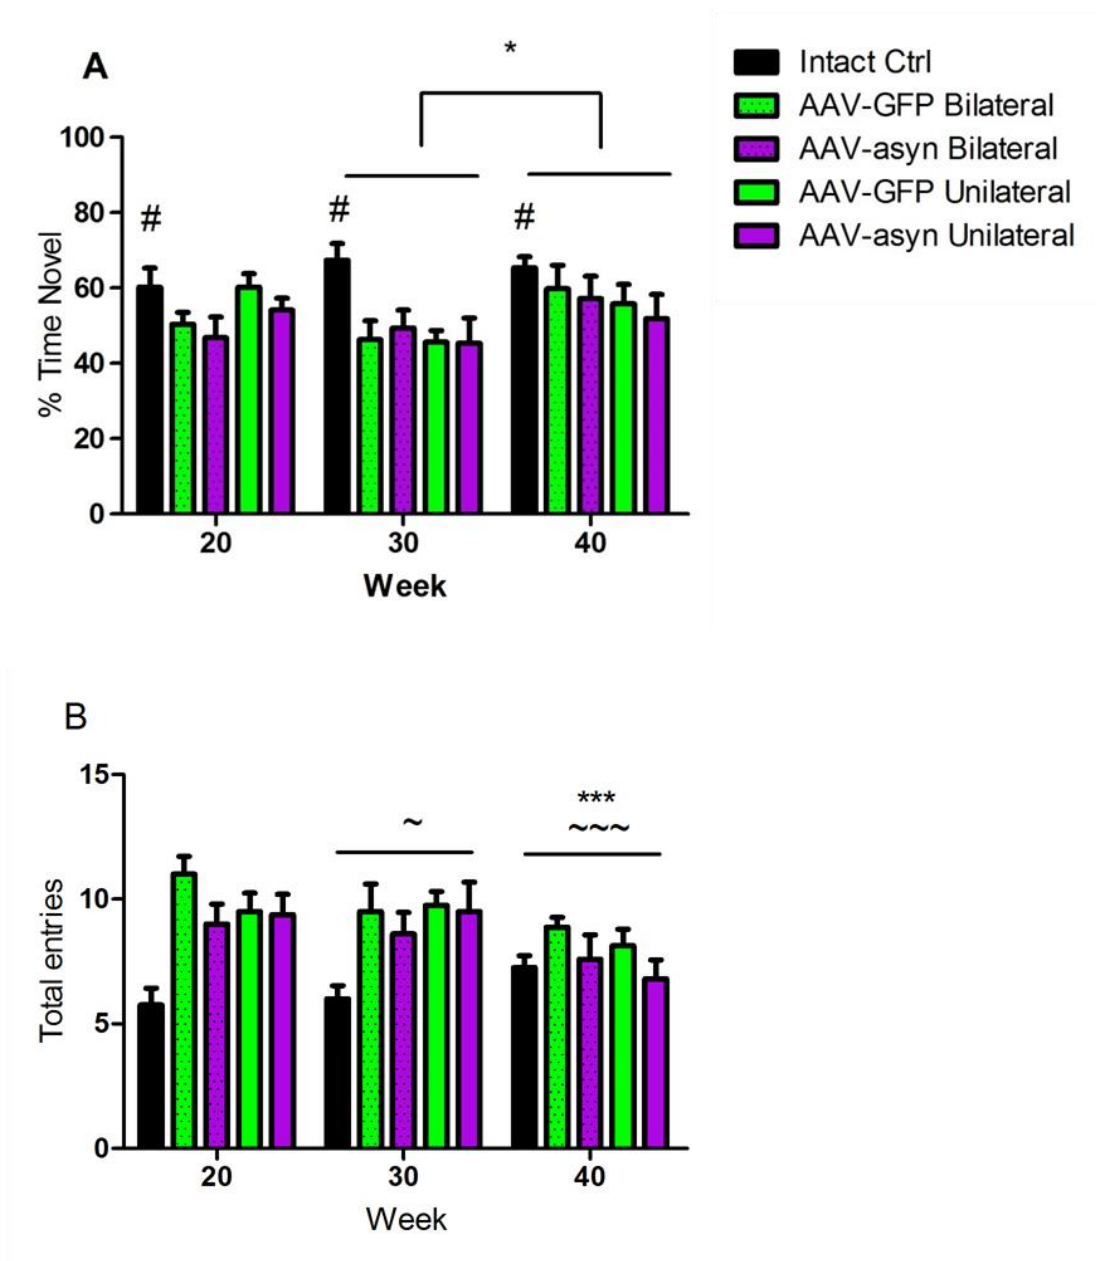 A
*
Intact Ctrl
AAV-GFP Bilateral
AAV-asyn Bilateral
AAV-GFP Unilateral
AAV-asyn Unilateral
% Time Novel
100
80
60
40
20
0
# # #
20 30 40
Week
B
Total entries
15
10
5
0
~
***
~~~
20 30 40
Week